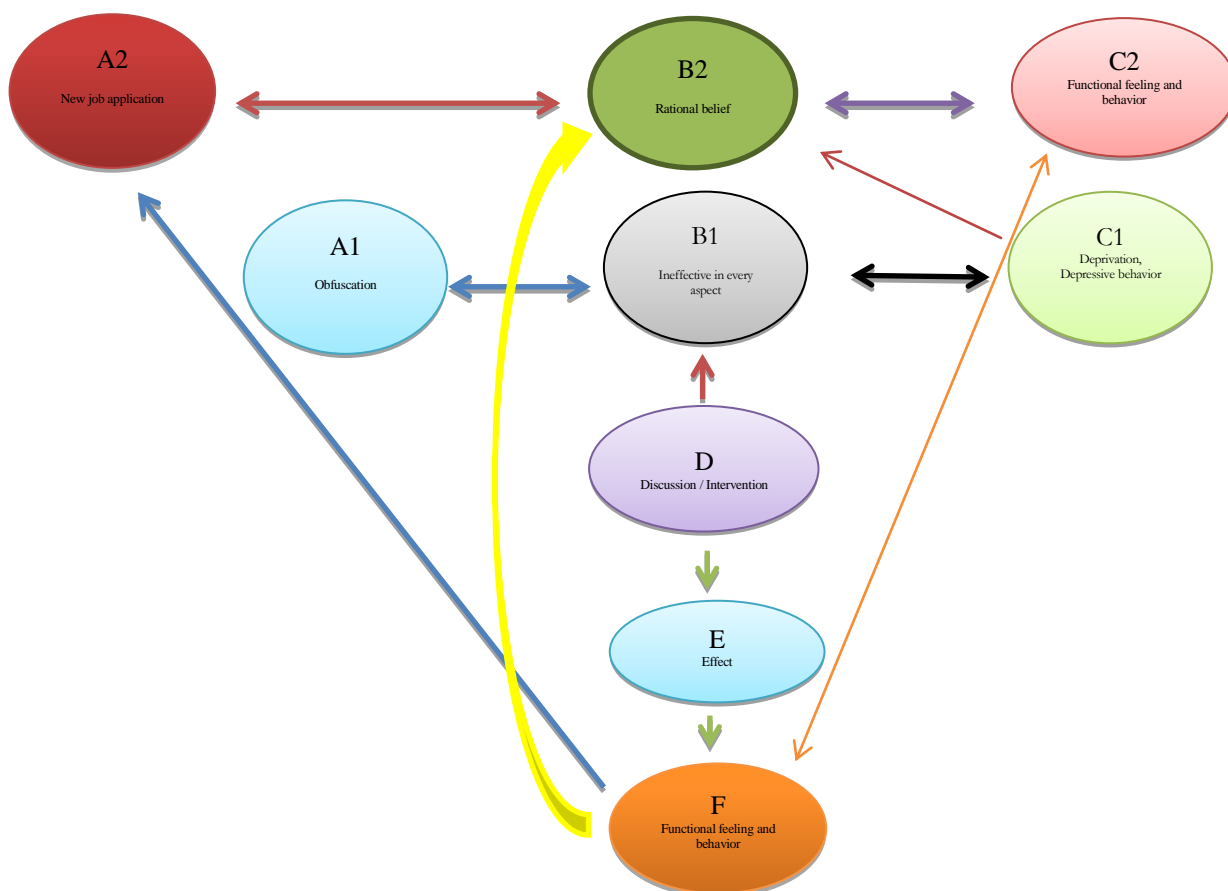 A2
New job application
B2
Rational belief
C2
Functional feeling and
behavior
A1
Obfuscation
B1
Ineffective in every
aspect
C1
Deprivation,
Depressive behavior
D
Discussion / Intervention
E
Effect
F
Functional feeling and
behavior